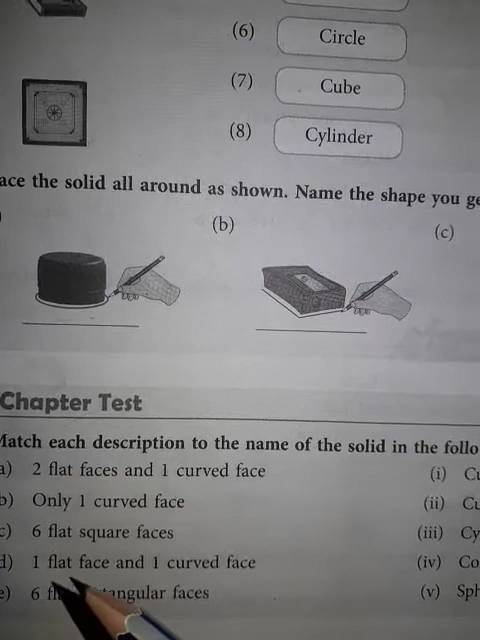 (6) Circle
(7) Cube
(8) Cylinder
ace the solid all around as shown. Name the shape you ge
(b)
(c)
Chapter Test
Match each description to the name of the solid in the follo
a) 2 flat faces and 1 curved face (i) Cu
b) Only 1 curved face (ii) Cu
c) 6 flat square faces (iii) Cy
d) 1 flat face and 1 curved face (iv) Co
e) 6 fl tangular faces (v) Sph